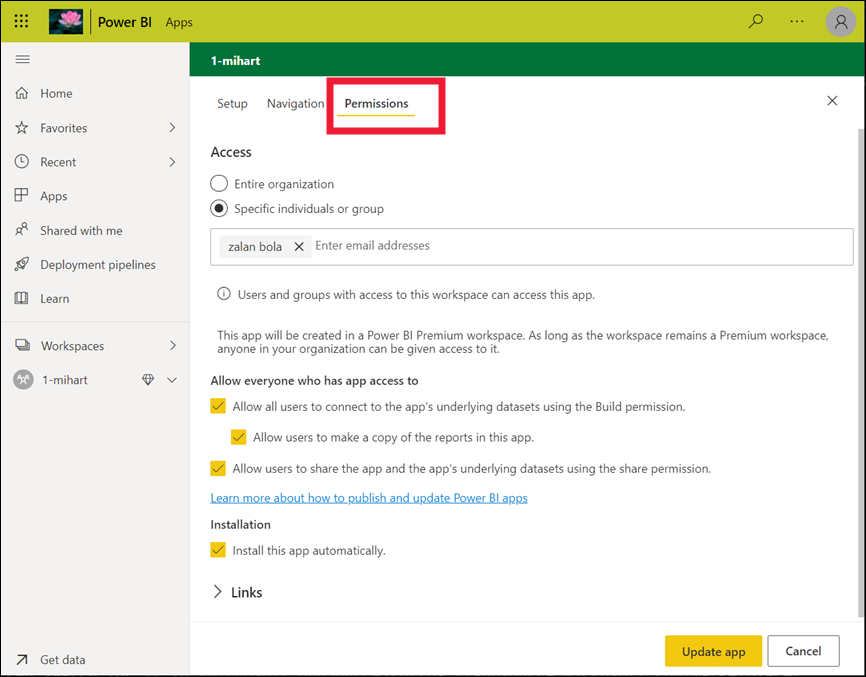 Power BI Apps
1-mihart
Home
Favorites
Recent
Apps
Shared with me
Deployment pipelines
Learn
Workspaces
1-mihart
Get data
Setup Navigation Permissions
Access
Entire organization
Specific individuals or group
zalan bola Enter email addresses
Users and groups with access to this workspace can access this app.
This app will be created in a Power BI Premium workspace. As long as the workspace remains a Premium workspace,
anyone in your organization can be given access to it.
Allow everyone who has app access to
Allow all users to connect to the app's underlying datasets using the Build permission.
Allow users to make a copy of the reports in this app.
Allow users to share the app and the app's underlying datasets using the share permission.
Learn more about how to publish and update Power BI apps
Installation
Install this app automatically.
Links
Update app Cancel